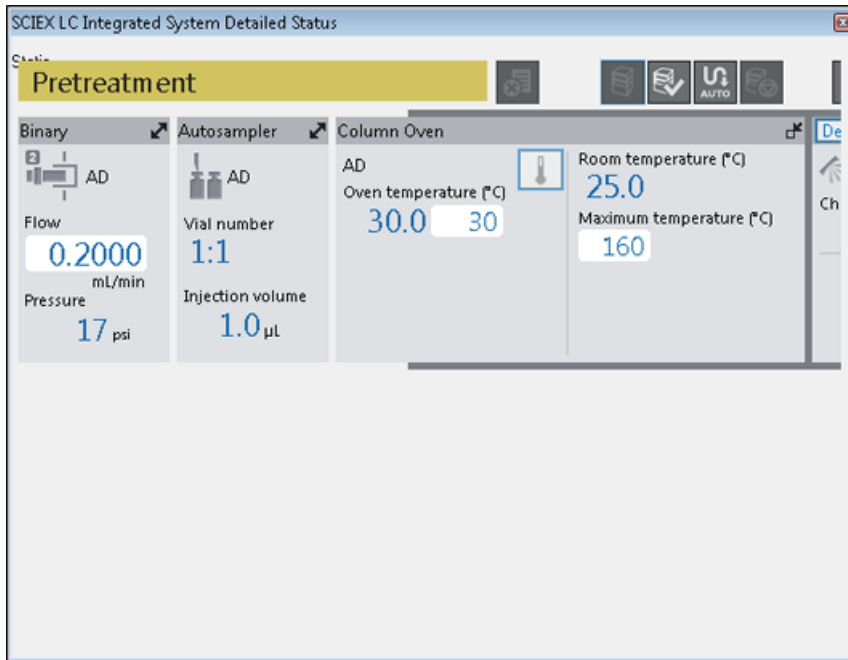 SCIEX LC Integrated System Detailed Status
Pretreatment
AUTO
Binary
2
AD
Flow
0.2000
mL/min
Pressure
17 psi
Autosampler
AD
Vial number
1:1
Injection volume
1.0 µL
Column Oven
AD
Oven temperature (°C)
30.0 30
Room temperature (°C)
25.0
Maximum temperature (°C)
160
De
Ch